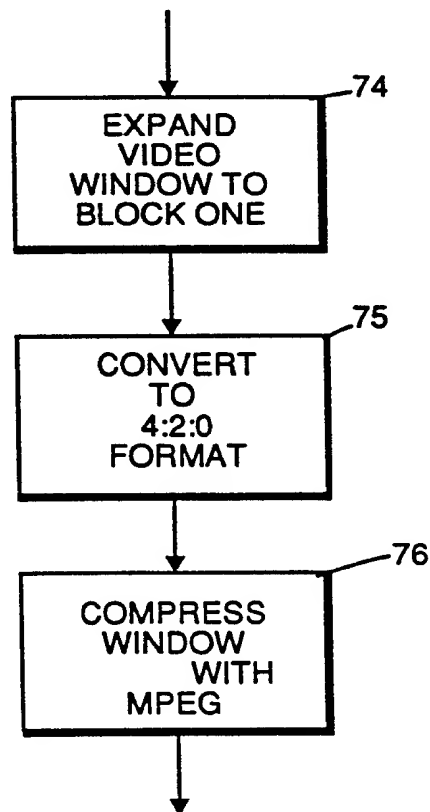 74
EXPAND
VIDEO
WINDOW TO
BLOCK ONE
75
CONVERT
TO
4:2:0
FORMAT
76
COMPRESS
WINDOW
WITH
MPEG